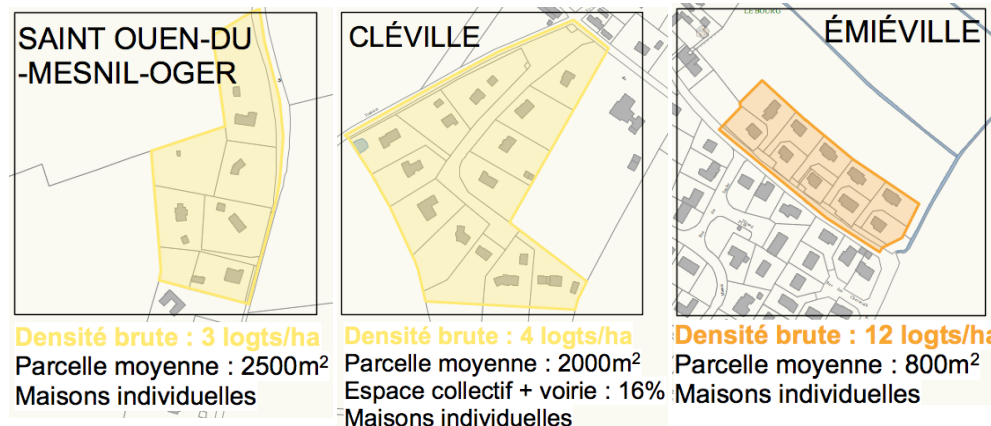 SAINT OUEN-DU
-MESNIL-OGER
Densité brute : 3 logts/ha
Parcelle moyenne : 2500m²
Maisons individuelles
CLÉVILLE
Densité brute : 4 logts/ha
Parcelle moyenne : 2000m²
Espace collectif + voirie : 16%
Maisons individuelles
LE BOURG
ÉMIÉVILLE
Densité brute : 12 logts/ha
Parcelle moyenne : 800m²
Maisons individuelles